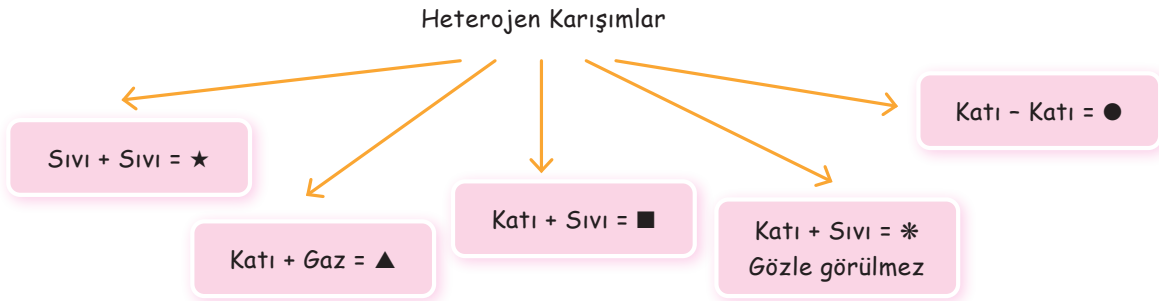 Heterojen Karışımlar
Sıvı + Sıvı = ★
Katı + Gaz = ▲
Katı + Sıvı = ■
Katı + Sıvı = ❋
Gözle görülmez
Katı – Katı = ●